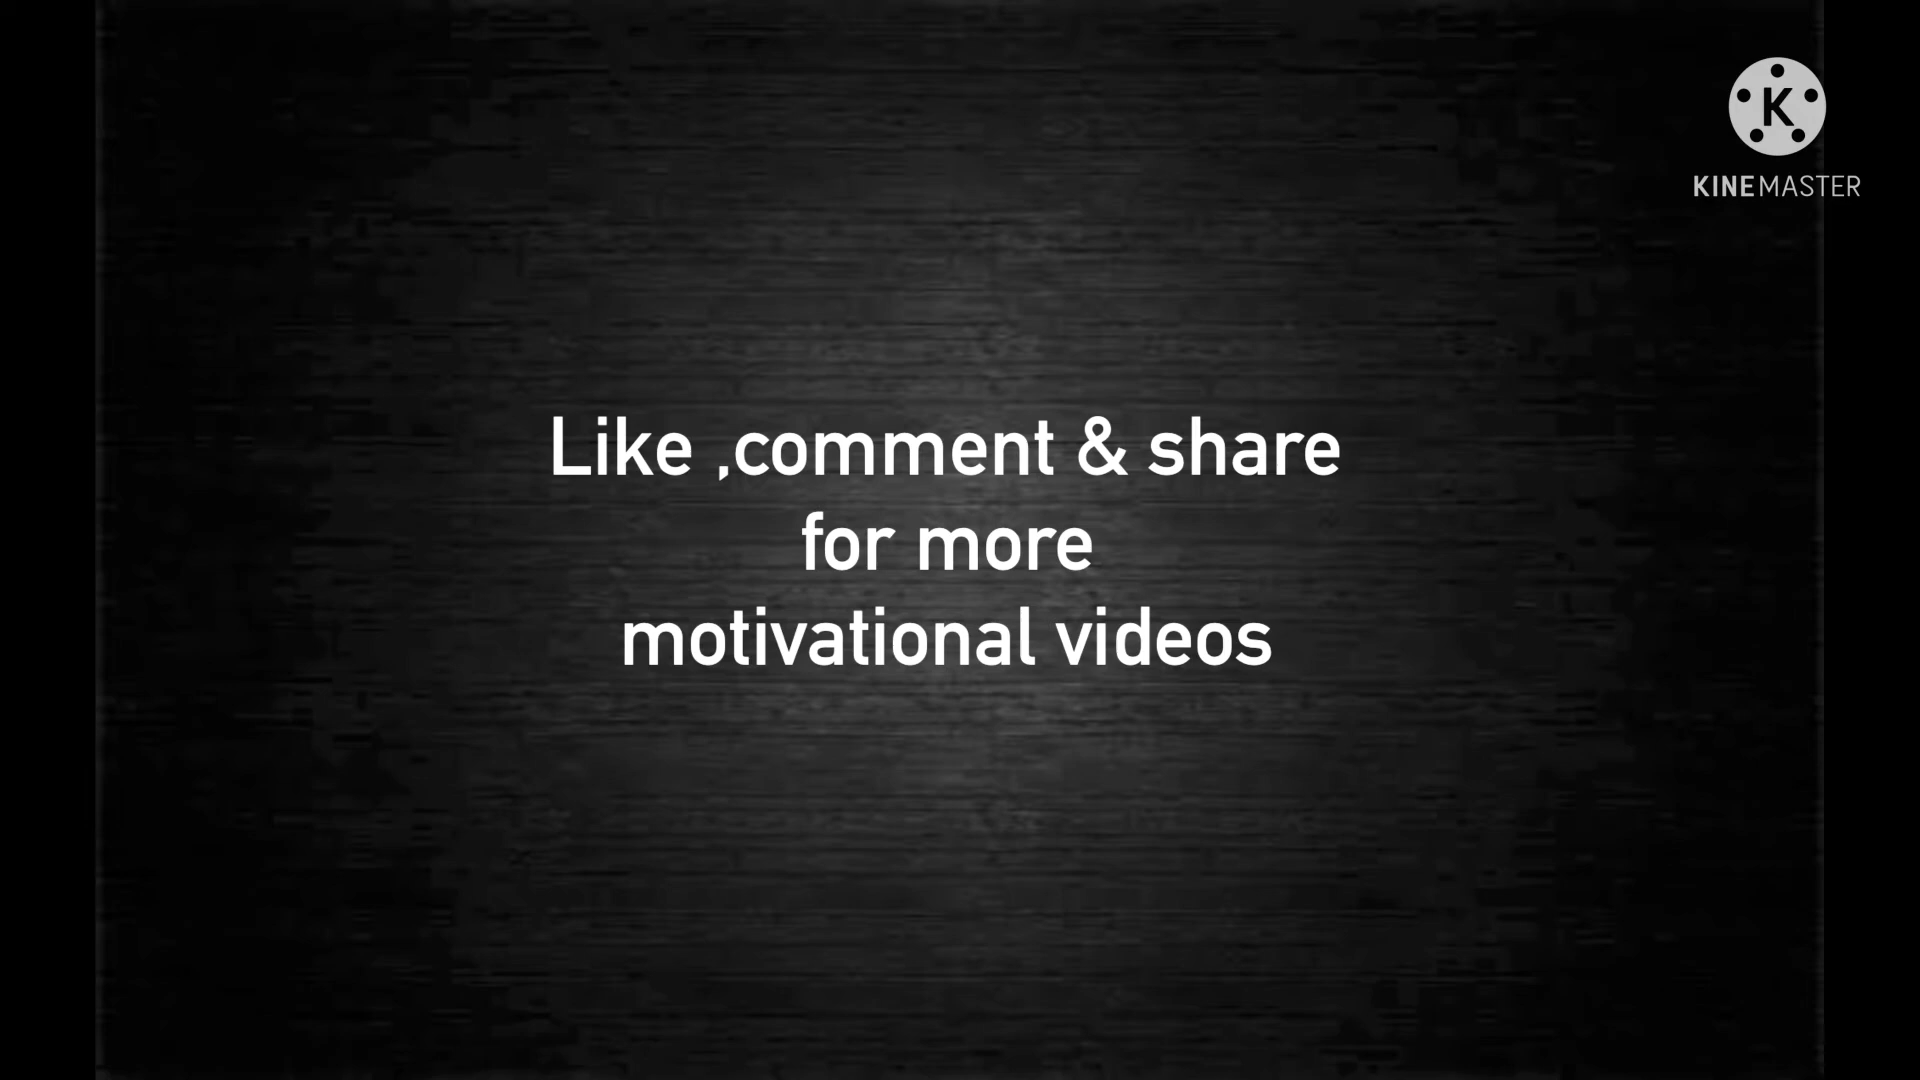 K
KINEMASTER
Like ,comment & share
for more
motivational videos